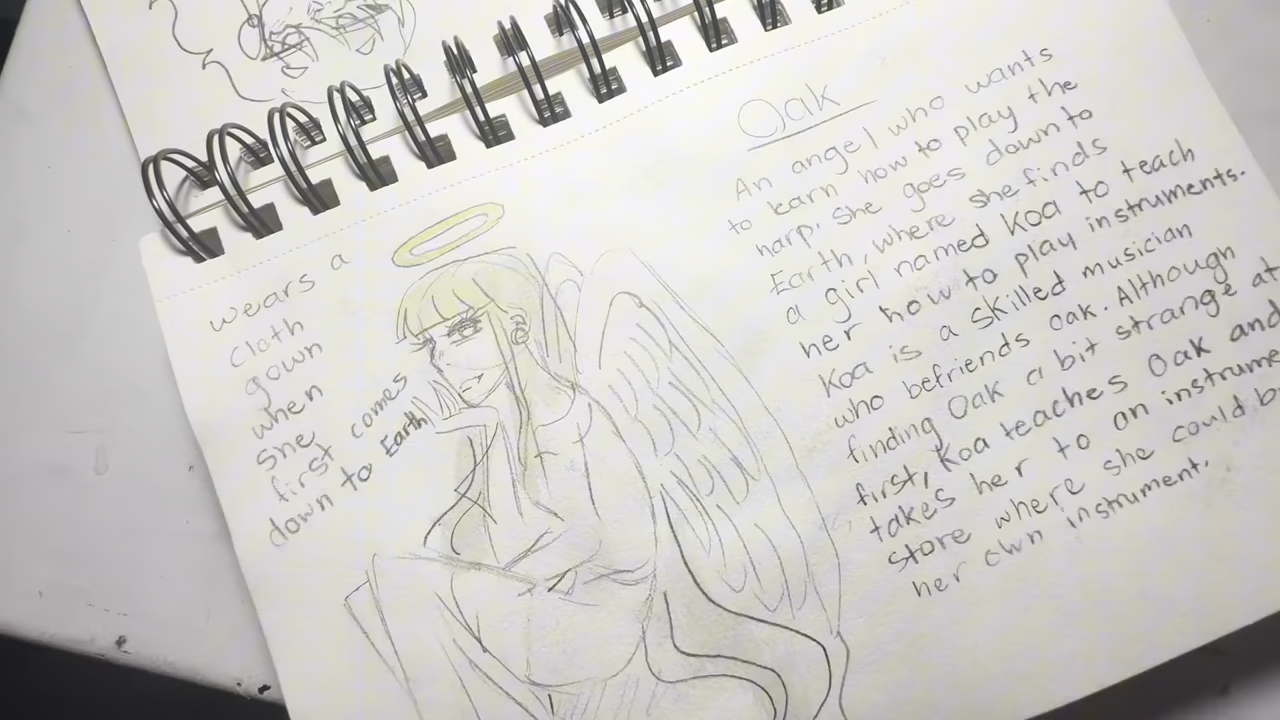 wears a
cloth
gown
when
she
first comes
down to Earth
Oak
An angel who wants
to learn how to play the
harp. She goes down to
Earth, where she finds
a girl named Koa to teach
her how to play instruments.
Koa is a skilled musician
who befriends Oak. Although
finding Oak a bit strange at
first, Koa teaches Oak and
takes her to an instrume
store where she could b
her own instrument.